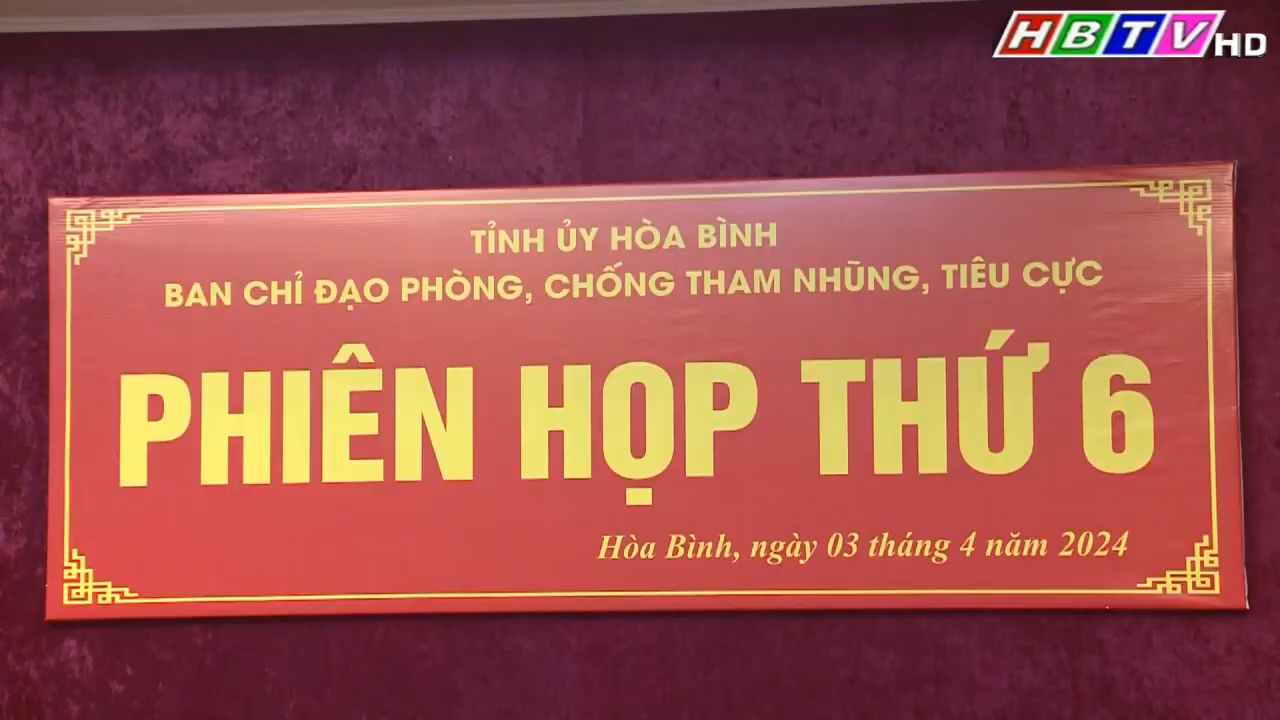 HBTV HD
TỈNH ỦY HÒA BÌNH
BAN CHỈ ĐẠO PHÒNG, CHỐNG THAM NHŨNG, TIÊU CỰC
PHIÊN HỌP THỨ 6
Hòa Bình, ngày 03 tháng 4 năm 2024